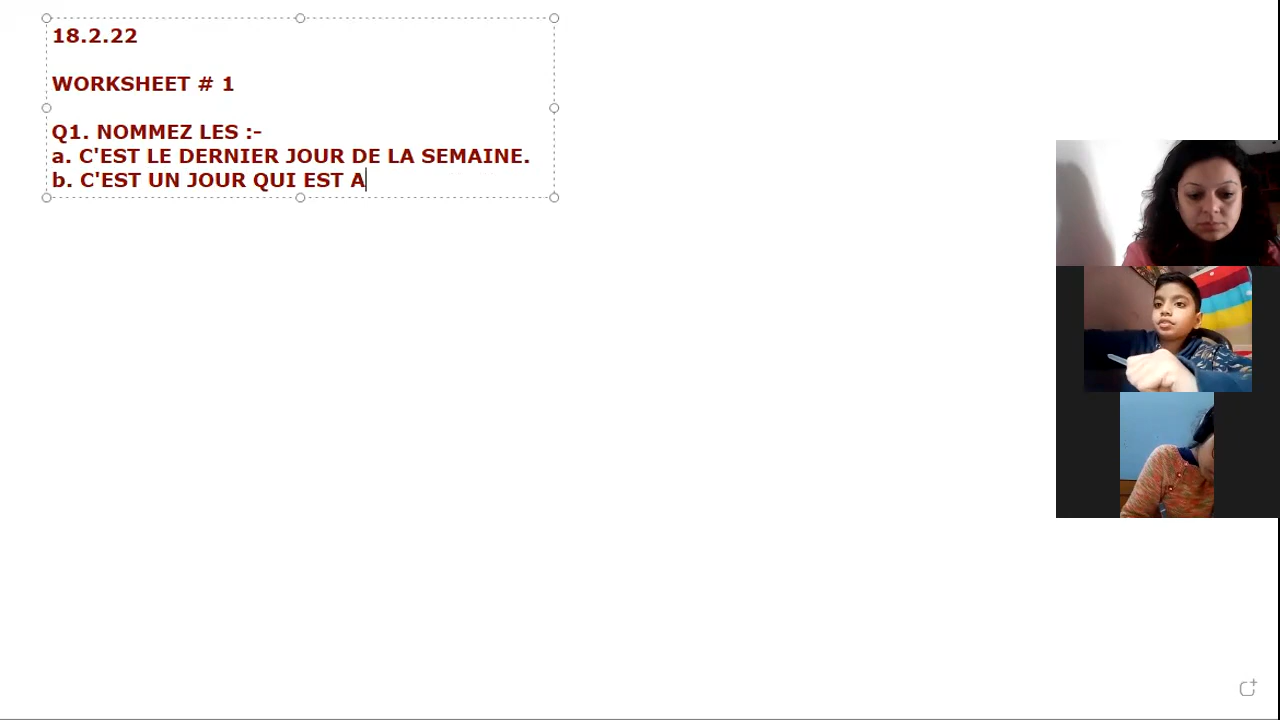 18.2.22
WORKSHEET # 1
Q1. NOMMEZ LES :-
a. C'EST LE DERNIER JOUR DE LA SEMAINE.
b. C'EST UN JOUR QUI EST A